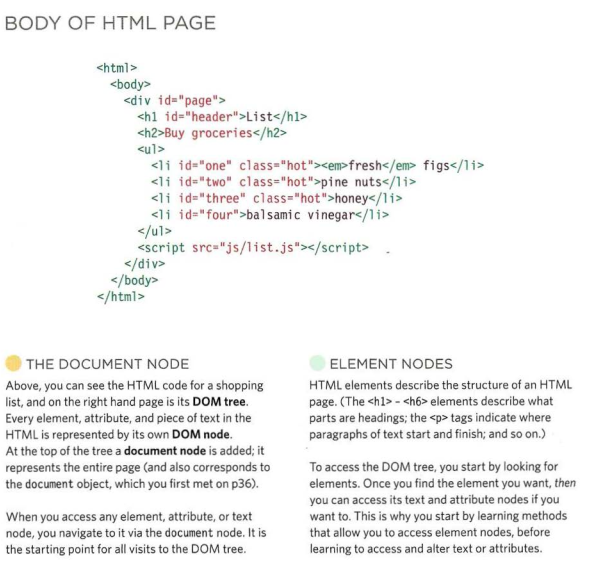 BODY OF HTML PAGE
<html>
<body>
<div id="page">
<h1 id="header">List</h1>
<h2>Buy groceries</h2>
<ul>
<li id="one" class="hot"><em>fresh</em> figs</li>
<li id="two" class="hot">pine nuts</li>
<li id="three" class="hot">honey</li>
<li id="four">balsamic vinegar</li>
</ul>
<script src="js/list.js"></script>
</div>
</body>
</html>
THE DOCUMENT NODE
Above, you can see the HTML code for a shopping
list, and on the right hand page is its DOM tree.
Every element, attribute, and piece of text in the
HTML is represented by its own DOM node.
At the top of the tree a document node is added; it
represents the entire page (and also corresponds to
the document object, which you first met on p36).
When you access any element, attribute, or text
node, you navigate to it via the document node. It is
the starting point for all visits to the DOM tree.
ELEMENT NODES
HTML elements describe the structure of an HTML
page. (The <h1> - <h6> elements describe what
parts are headings; the <p> tags indicate where
paragraphs of text start and finish; and so on.)
To access the DOM tree, you start by looking for
elements. Once you find the element you want, then
you can access its text and attribute nodes if you
want to. This is why you start by learning methods
that allow you to access element nodes, before
learning to access and alter text or attributes.